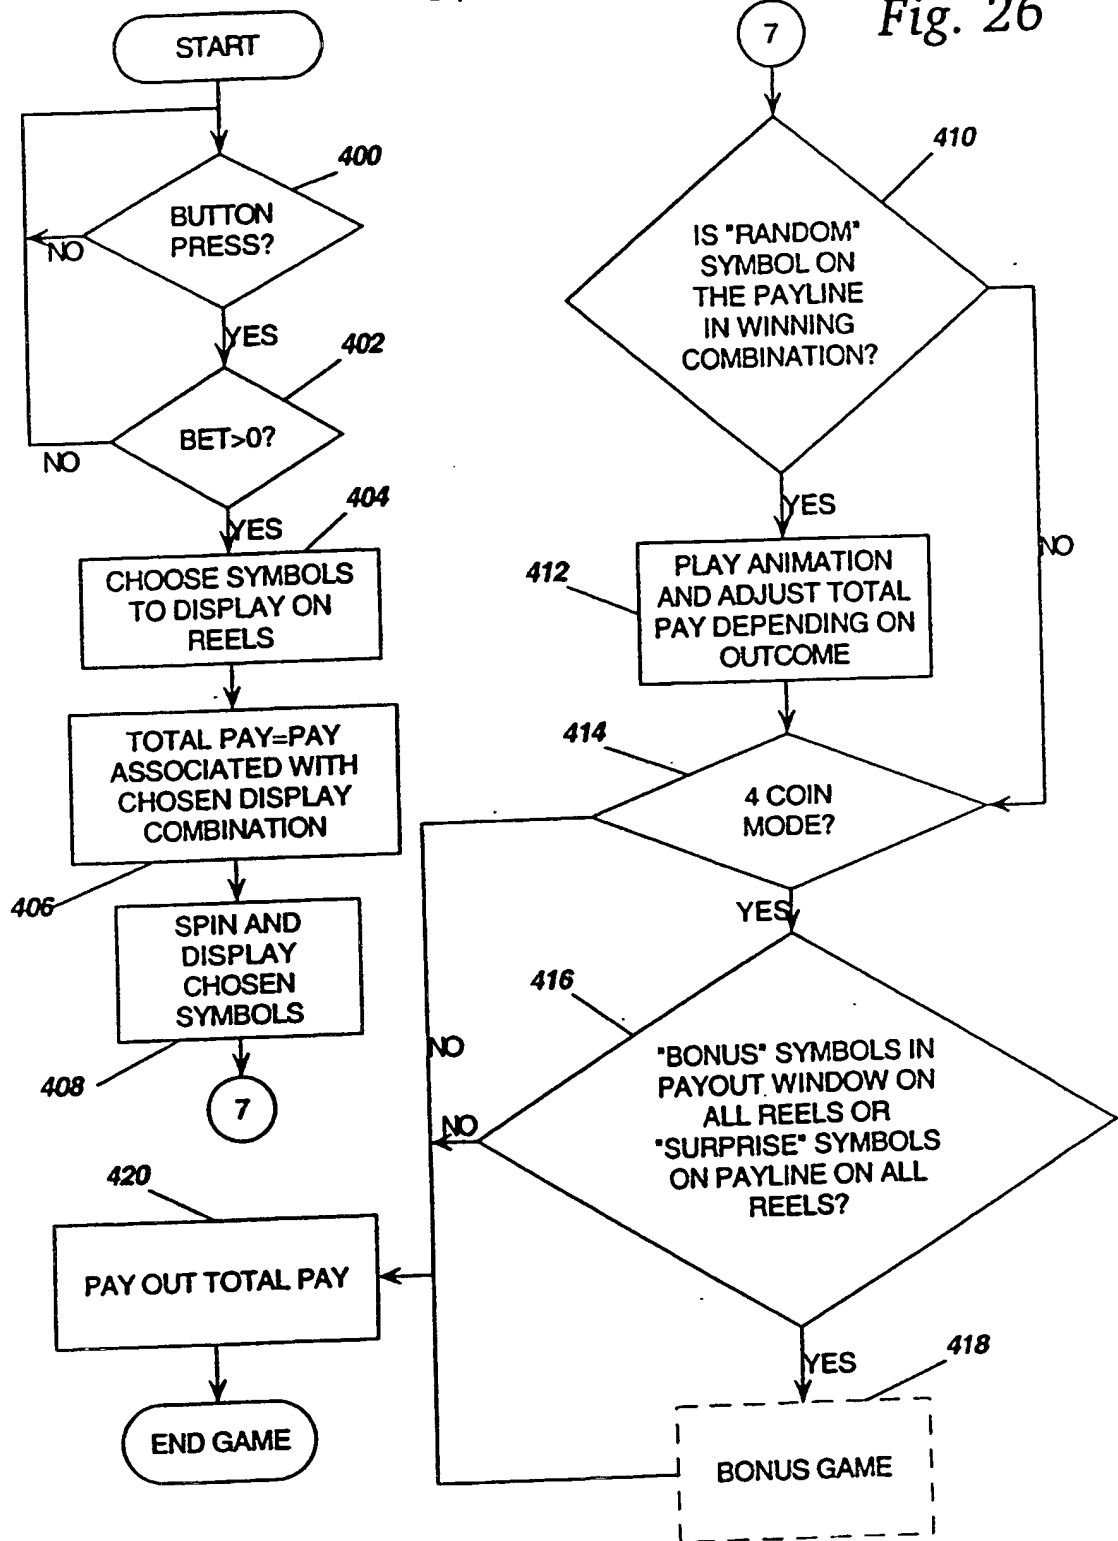 Fig. 26
START
400
BUTTON
PRESS?
NO
YES
402
BET>0?
NO
YES
404
CHOOSE SYMBOLS
TO DISPLAY ON
REELS
TOTAL PAY=PAY
ASSOCIATED WITH
CHOSEN DISPLAY
COMBINATION
406
SPIN AND
DISPLAY
CHOSEN
SYMBOLS
408
7
420
PAY OUT TOTAL PAY
END GAME
7
410
IS "RANDOM"
SYMBOL ON
THE PAYLINE
IN WINNING
COMBINATION?
YES
NO
412
PLAY ANIMATION
AND ADJUST TOTAL
PAY DEPENDING ON
OUTCOME
414
4 COIN
MODE?
YES
NO
416
"BONUS" SYMBOLS IN
PAYOUT WINDOW ON
ALL REELS OR
"SURPRISE" SYMBOLS
ON PAYLINE ON ALL
REELS?
NO
YES
418
BONUS GAME